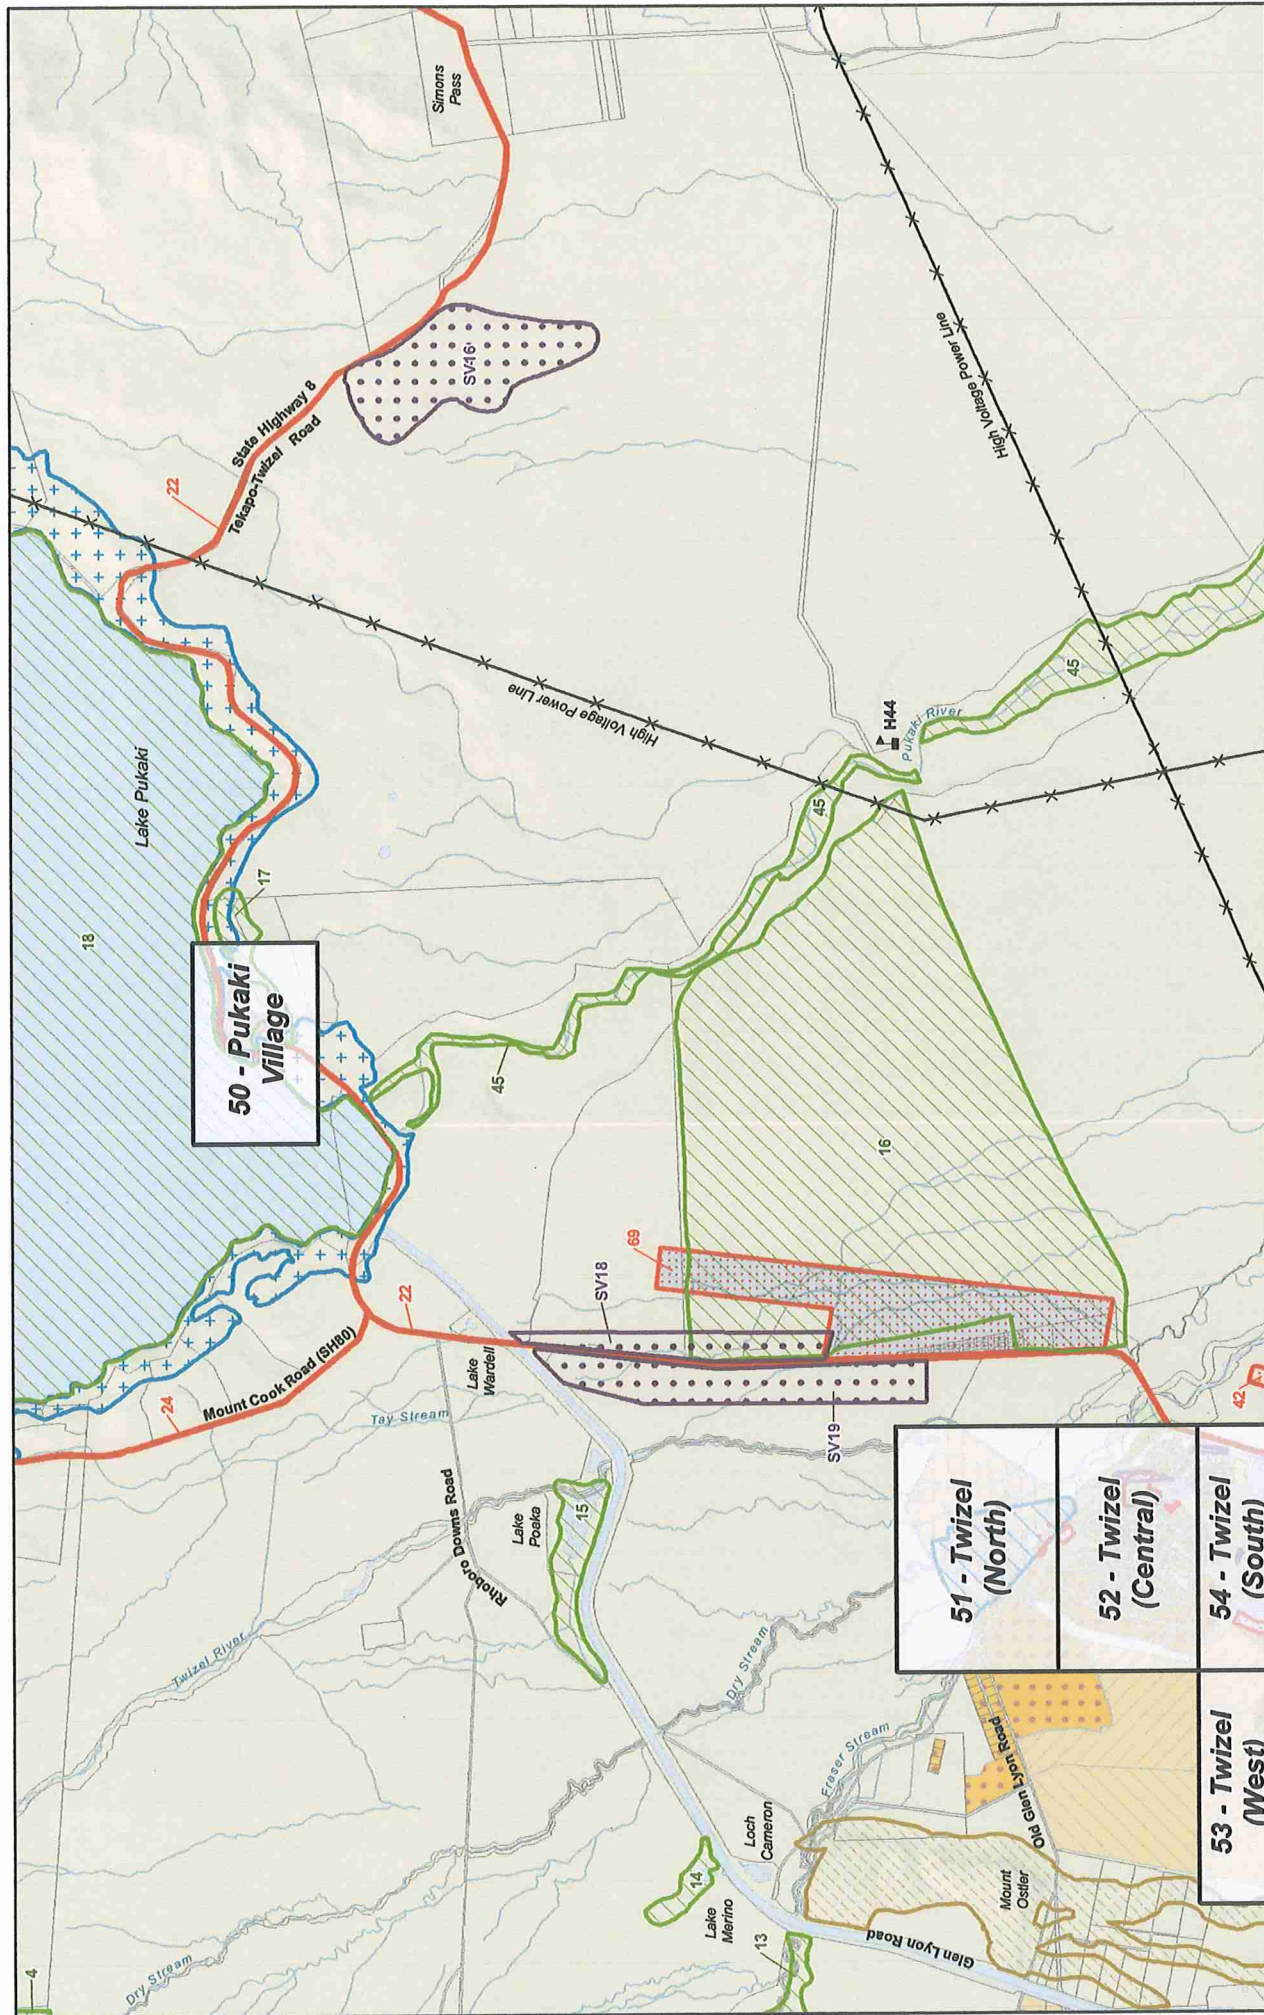 4
Dry Stream
13
Glen Lyon Road
Lake
Merino
14
Loch
Cameron
Mount
Ostler
Old Glen Lyon Road
Fraser Stream
Dry Stream
53 - Twizel
(West)
54 - Twizel
(South)
52 - Twizel
(Central)
51 - Twizel
(North)
Twizel River
Rhoboro Downs Road
Lake
Poaka
15
Tay Stream
24
Mount Cook Road (SH80)
Lake
Wardell
22
SV18
SV19
69
42
16
45
50 - Pukaki
Village
18
17
Lake Pukaki
45
Pukaki River
H44
45
High Voltage Power Line
High Voltage Power Line
22
State Highway 8
Tekapo-Twizel Road
SV16
Simons
Pass